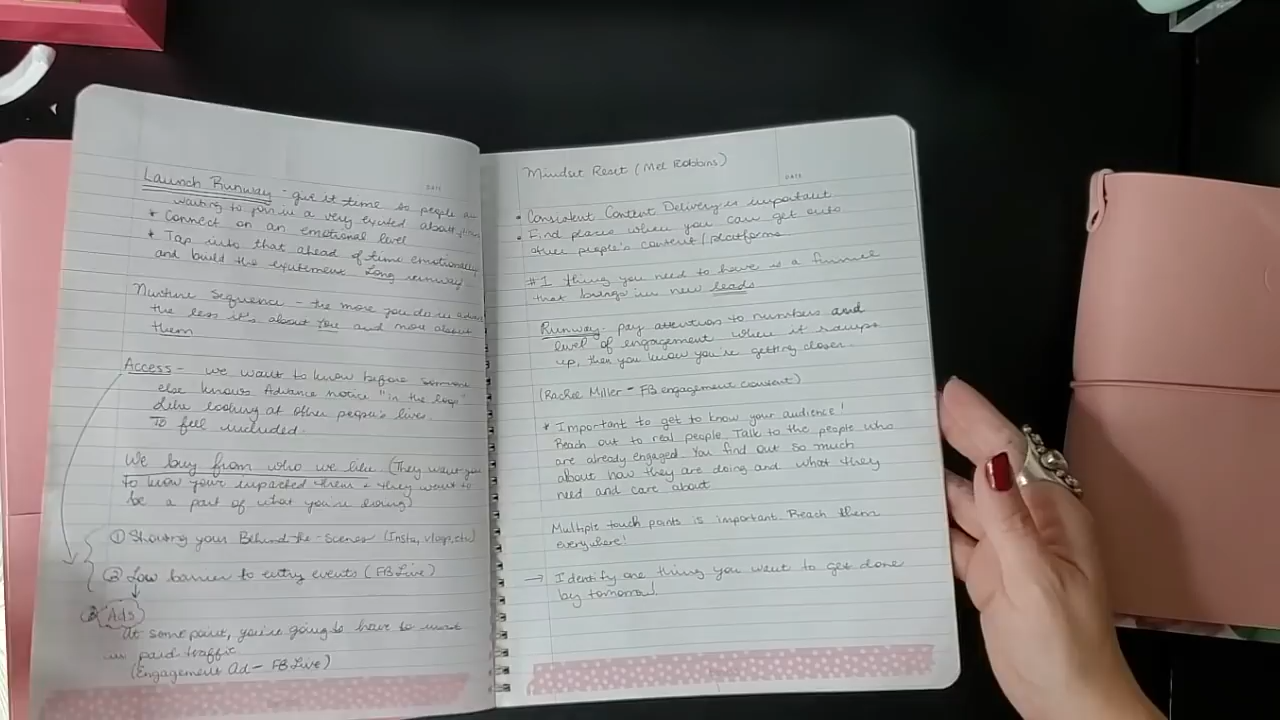 DATE
Launch Runway - give it time so people are
waiting to join in a very excited about
* Connect on an emotional level
* Tap into that ahead of time emotionally
and build the excitement Long runway
Nurture Sequence - the more you do in
the less it's about You and more about
them
Access - we want to know before someone
else knows Advance notice "in the loop"
Like looking at other people's lives.
To feel included.
We buy from who we like (They want you
to know your impacted them + they want to
be a part of what you're doing)
① Showing your Behind-the-Scenes (Insta, vlogs, etc)
② Low barrier to entry events (FB Live)
③ Ads
At some point, you're going to have to
in paid traffic
(Engagement Ad - FB Live)
Mindset Reset (Mel Robbins)
DATE
• Consistent Content Delivery is important
• Find places where you can get onto
other people's content / platforms.
#1 thing you need to have is a funnel
that brings in new leads
Runway - pay attention to numbers and
level of engagement when it ramps
up, then you know you're getting closer.
(Rachel Miller - FB engagement)
* Important to get to know your audience!
Reach out to real people. Talk to the people who
are already engaged. You find out so much
about how they are doing and what they
need and care about
Multiple touch points is important. Reach them
everywhere!
→ Identify one thing you want to get done
by tomorrow!